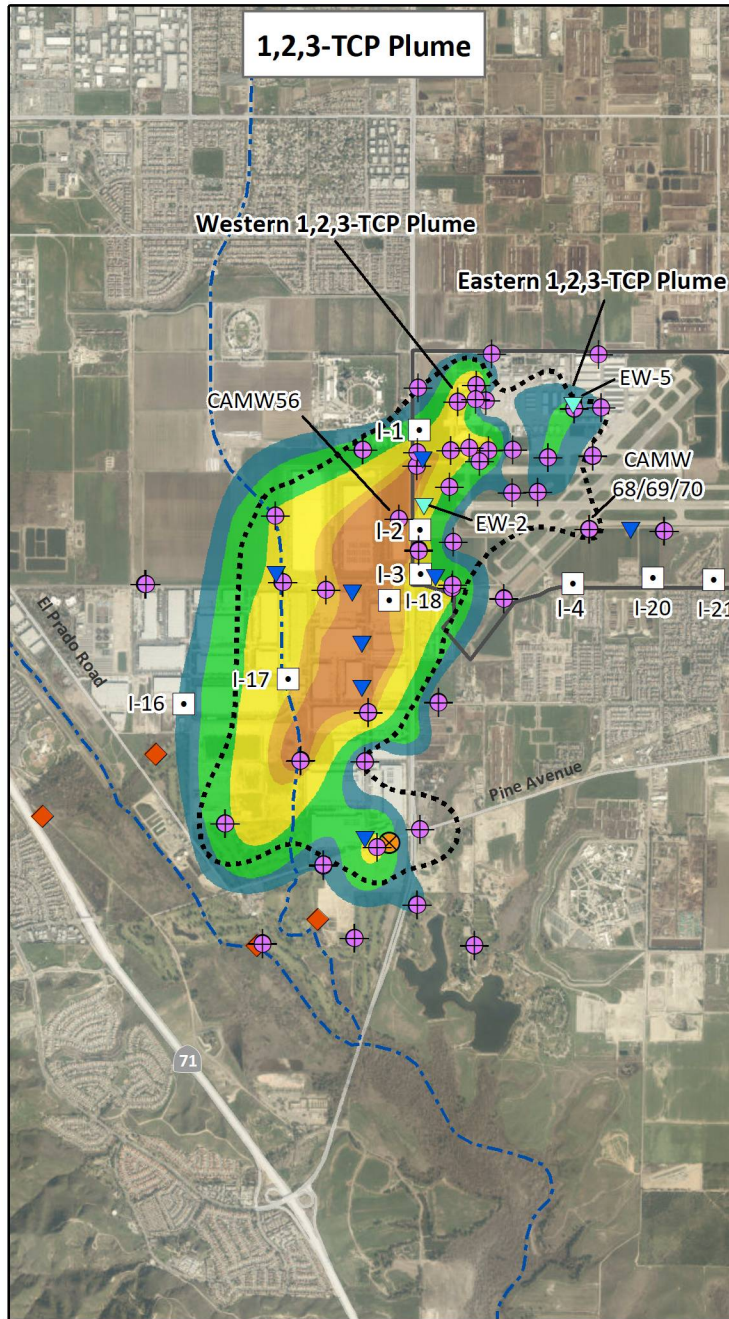 1,2,3-TCP Plume
Western 1,2,3-TCP Plume
Eastern 1,2,3-TCP Plume
EW-5
CAMW56
I-1
CAMW
68/69/70
EW-2
I-2
I-3
I-18
I-4
I-20
I-21
El Prado Road
I-17
I-16
Pine Avenue
71